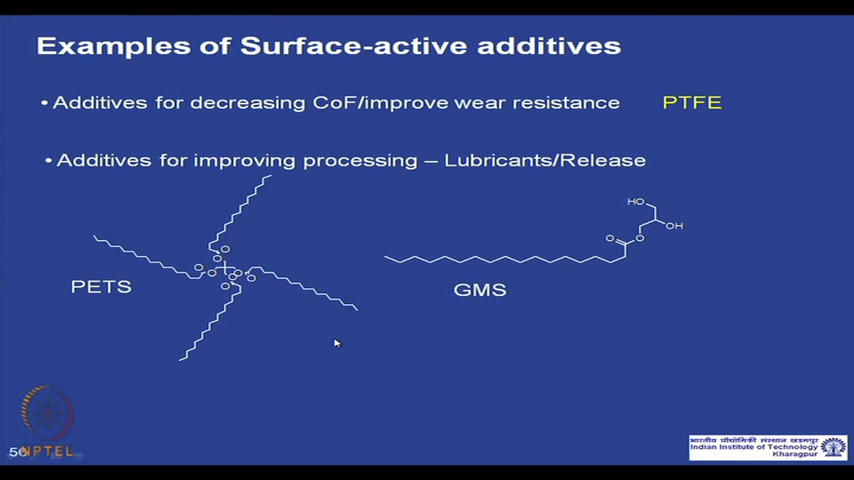 Examples of Surface-active additives
• Additives for decreasing CoF/improve wear resistance PTFE
• Additives for improving processing – Lubricants/Release
HO
OH
O
O
O
O
O
O
O
O
O
O
PETS
GMS
50
NPTEL
भारतीय प्रौद्योगिकी संस्थान खड़गपुर
Indian Institute of Technology
Kharagpur